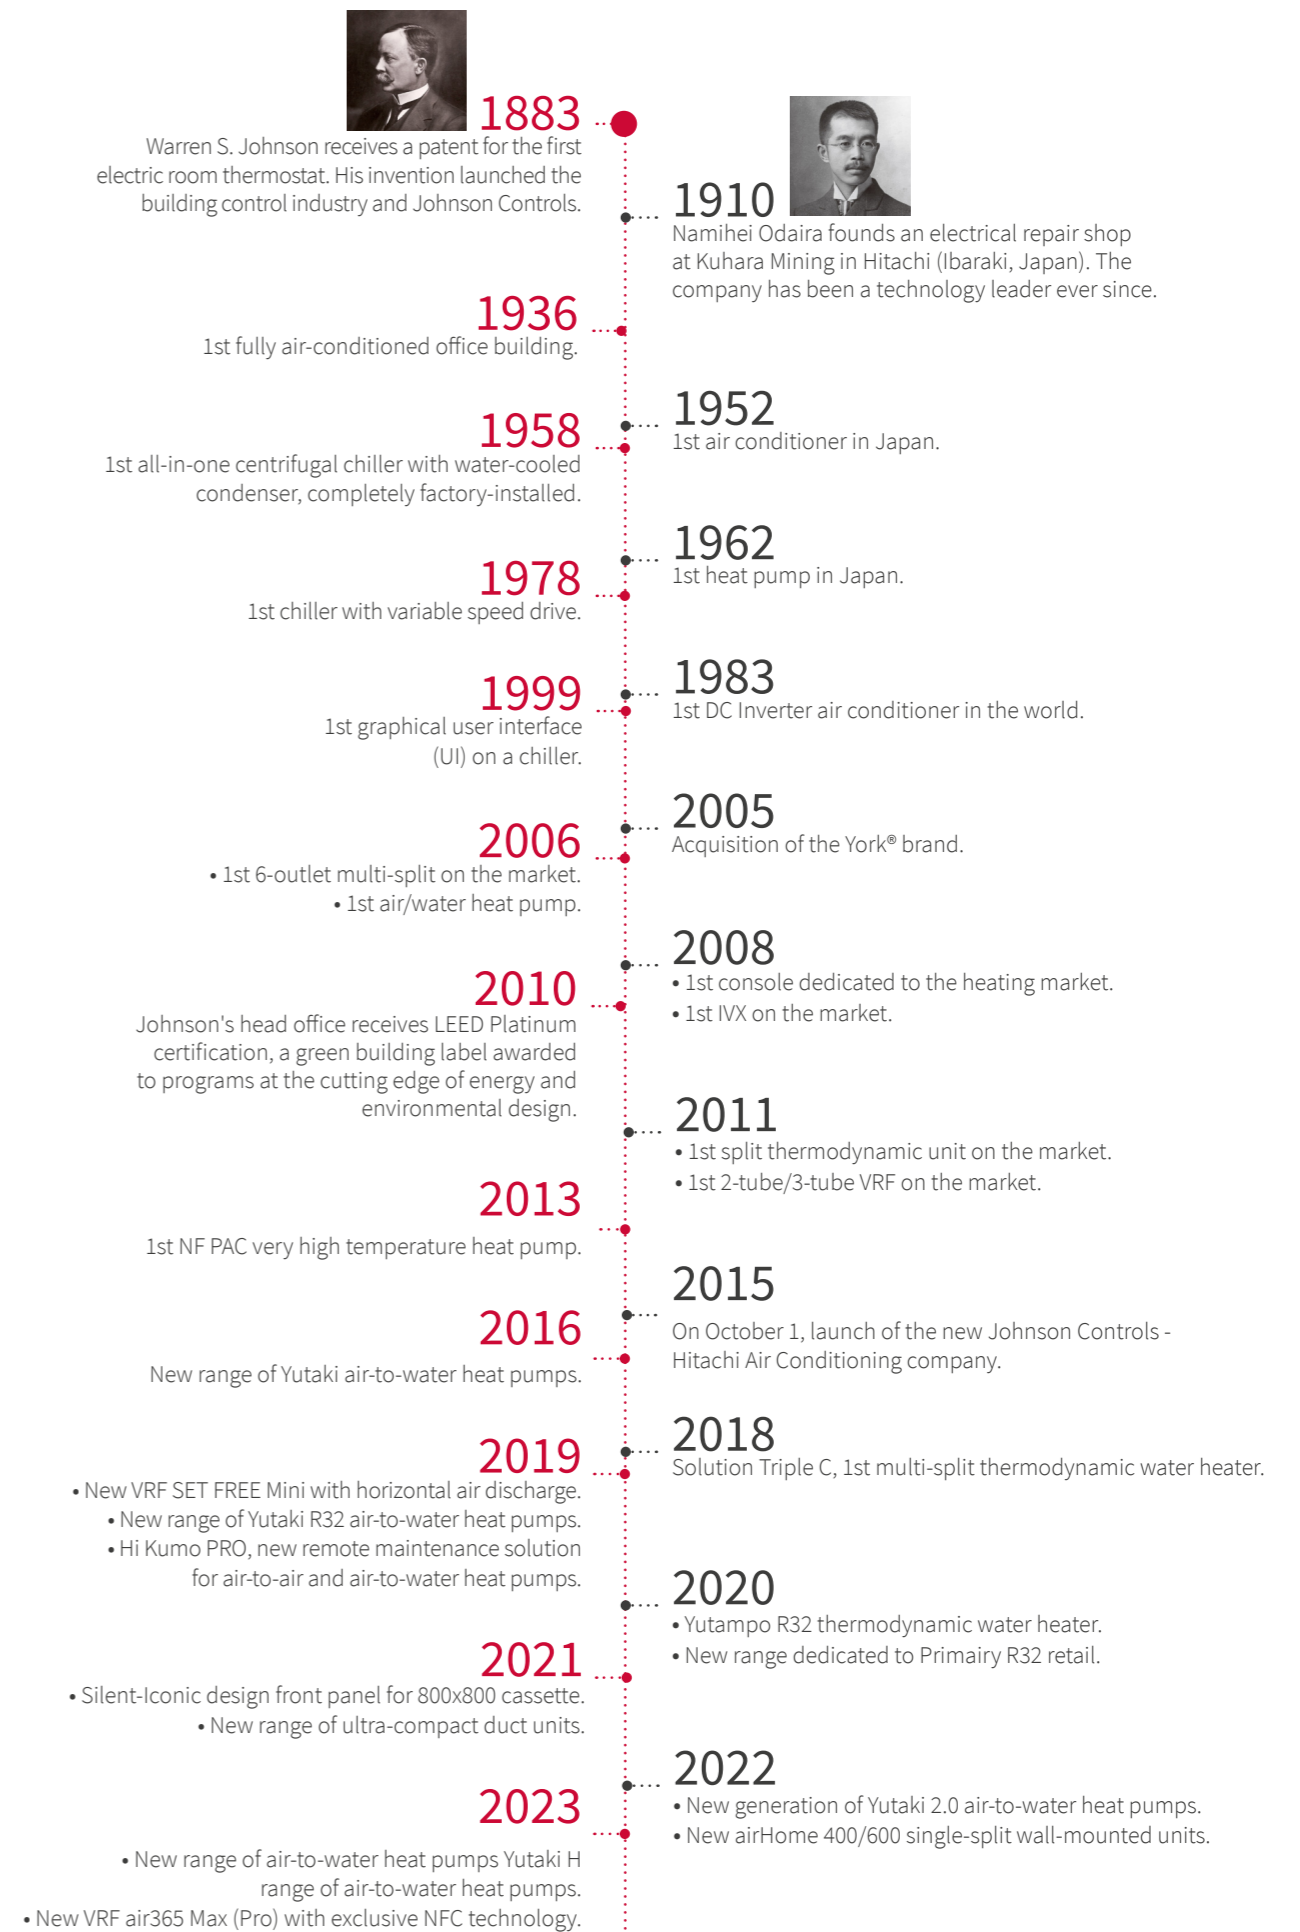 1883
Warren S. Johnson receives a patent for the first
electric room thermostat. His invention launched the
building control industry and Johnson Controls.
1910
Namihei Odaira founds an electrical repair shop
at Kuhara Mining in Hitachi (Ibaraki, Japan). The
company has been a technology leader ever since.
1936
1st fully air-conditioned office building.
1952
1st air conditioner in Japan.
1958
1st all-in-one centrifugal chiller with water-cooled
condenser, completely factory-installed.
1962
1st heat pump in Japan.
1978
1st chiller with variable speed drive.
1983
1st DC Inverter air conditioner in the world.
1999
1st graphical user interface
(UI) on a chiller.
2005
Acquisition of the York® brand.
2006
• 1st 6-outlet multi-split on the market.
• 1st air/water heat pump.
2008
• 1st console dedicated to the heating market.
• 1st IVX on the market.
2010
Johnson's head office receives LEED Platinum
certification, a green building label awarded
to programs at the cutting edge of energy and
environmental design.
2011
• 1st split thermodynamic unit on the market.
• 1st 2-tube/3-tube VRF on the market.
2013
1st NF PAC very high temperature heat pump.
2015
On October 1, launch of the new Johnson Controls -
Hitachi Air Conditioning company.
2016
New range of Yutaki air-to-water heat pumps.
2018
Solution Triple C, 1st multi-split thermodynamic water heater.
2019
• New VRF SET FREE Mini with horizontal air discharge.
• New range of Yutaki R32 air-to-water heat pumps.
• Hi Kumo PRO, new remote maintenance solution
for air-to-air and air-to-water heat pumps.
2020
• Yutampo R32 thermodynamic water heater.
• New range dedicated to Primairy R32 retail.
2021
• Silent-Iconic design front panel for 800x800 cassette.
• New range of ultra-compact duct units.
2022
• New generation of Yutaki 2.0 air-to-water heat pumps.
• New airHome 400/600 single-split wall-mounted units.
2023
• New range of air-to-water heat pumps Yutaki H
range of air-to-water heat pumps.
• New VRF air365 Max (Pro) with exclusive NFC technology.